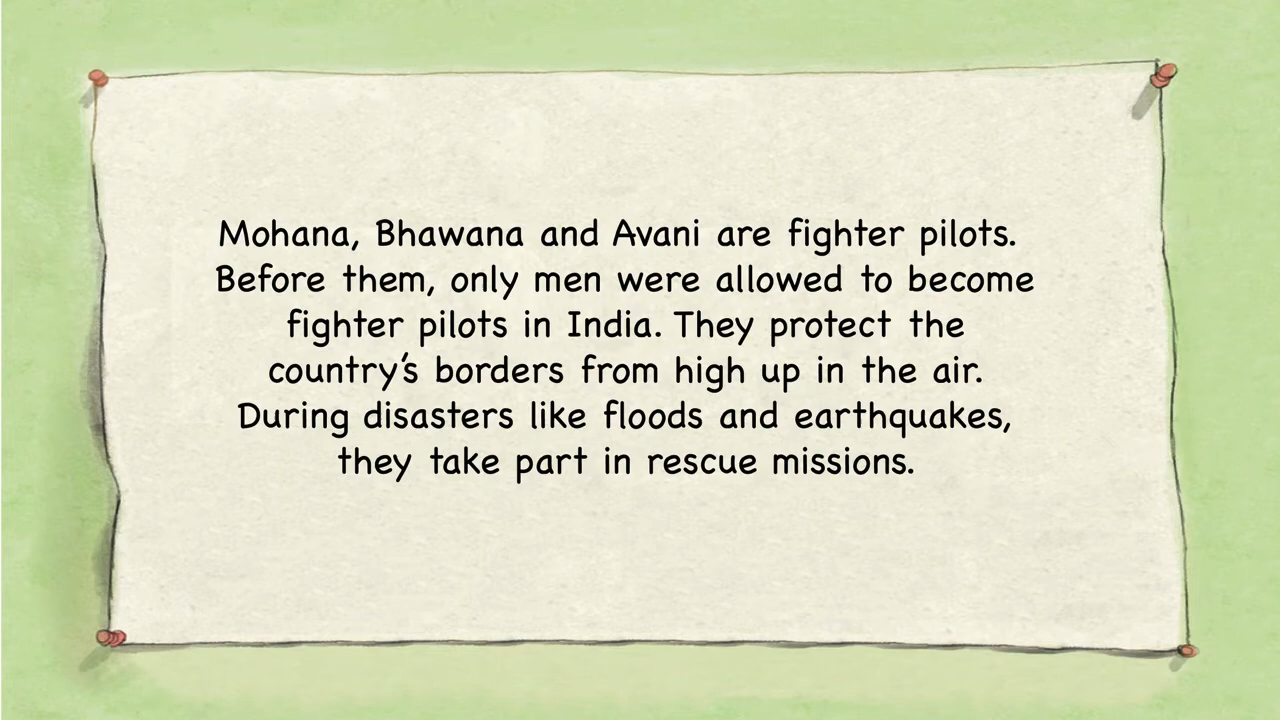 Mohana, Bhawana and Avani are fighter pilots.
Before them, only men were allowed to become
fighter pilots in India. They protect the
country's borders from high up in the air.
During disasters like floods and earthquakes,
they take part in rescue missions.